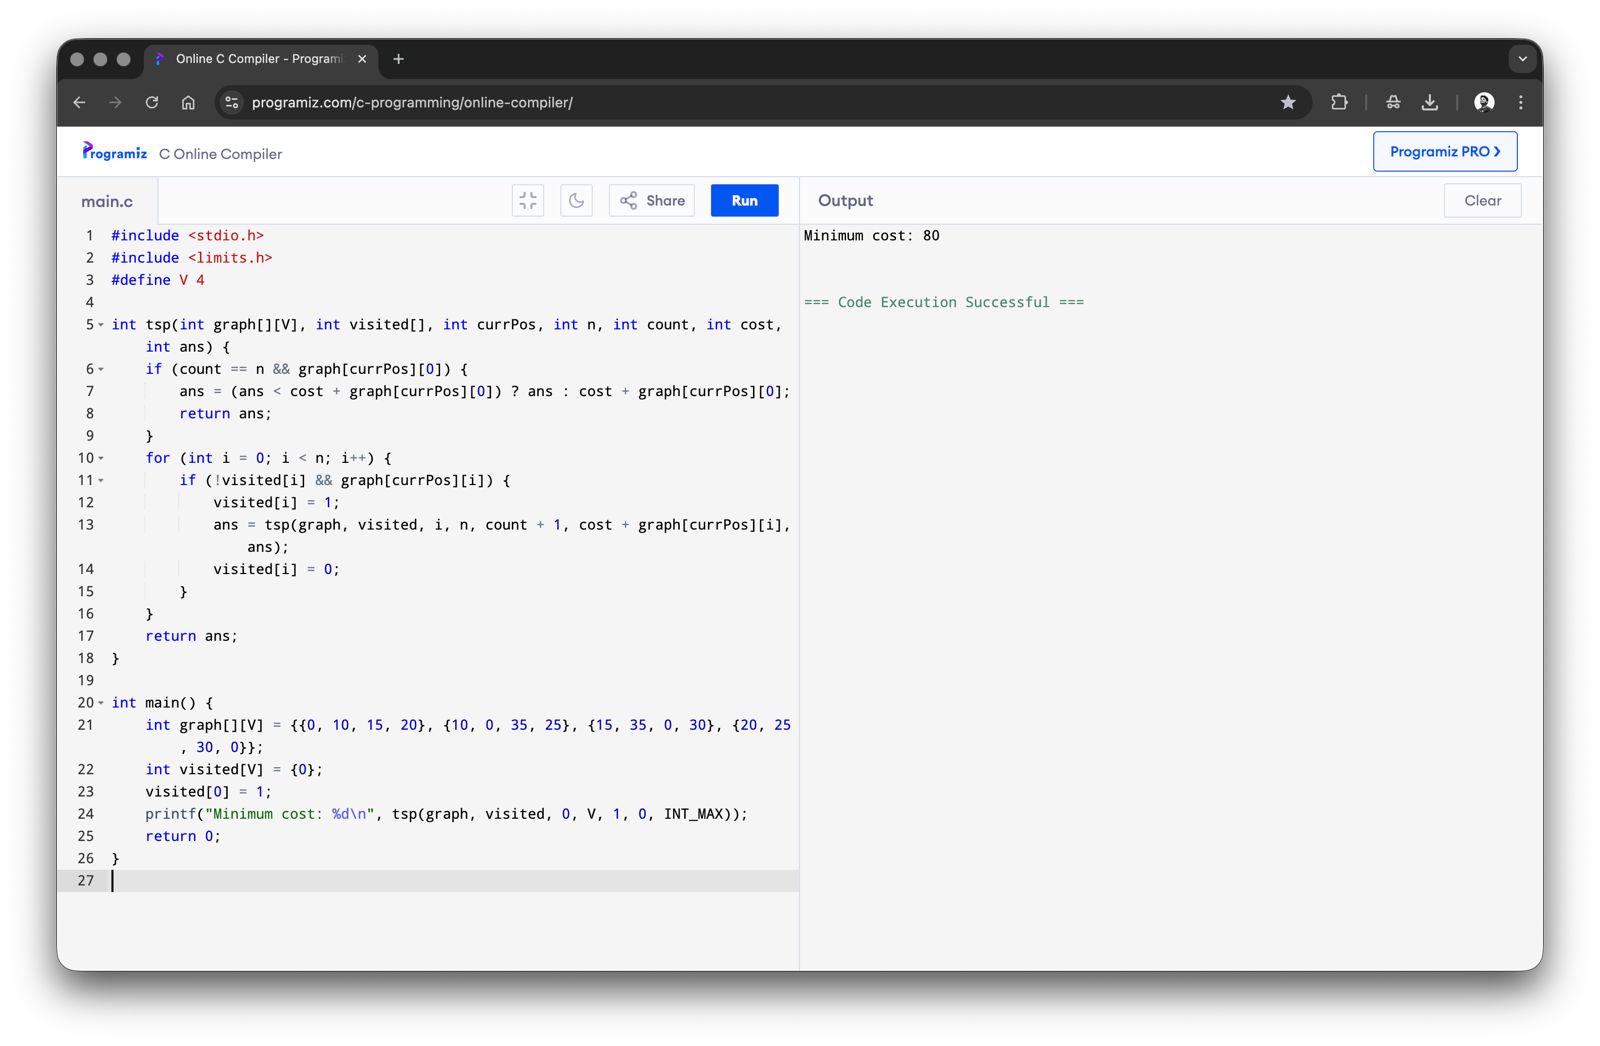 Online C Compiler - Programi
programiz.com/c-programming/online-compiler/
Programiz C Online Compiler
Programiz PRO
main.c
Share
Run
Output
Clear
1 #include <stdio.h>
2 #include <limits.h>
3 #define V 4
4
5 int tsp(int graph[][V], int visited[], int currPos, int n, int count, int cost,
int ans) {
6 if (count == n && graph[currPos][0]) {
7 ans = (ans < cost + graph[currPos][0]) ? ans : cost + graph[currPos][0];
8 return ans;
9 }
10 for (int i = 0; i < n; i++) {
11 if (!visited[i] && graph[currPos][i]) {
12 visited[i] = 1;
13 ans = tsp(graph, visited, i, n, count + 1, cost + graph[currPos][i],
ans);
14 visited[i] = 0;
15 }
16 }
17 return ans;
18 }
19
20 int main() {
21 int graph[][V] = {{0, 10, 15, 20}, {10, 0, 35, 25}, {15, 35, 0, 30}, {20, 25
, 30, 0}};
22 int visited[V] = {0};
23 visited[0] = 1;
24 printf("Minimum cost: %d\n", tsp(graph, visited, 0, V, 1, 0, INT_MAX));
25 return 0;
26 }
27
Minimum cost: 80
=== Code Execution Successful ===